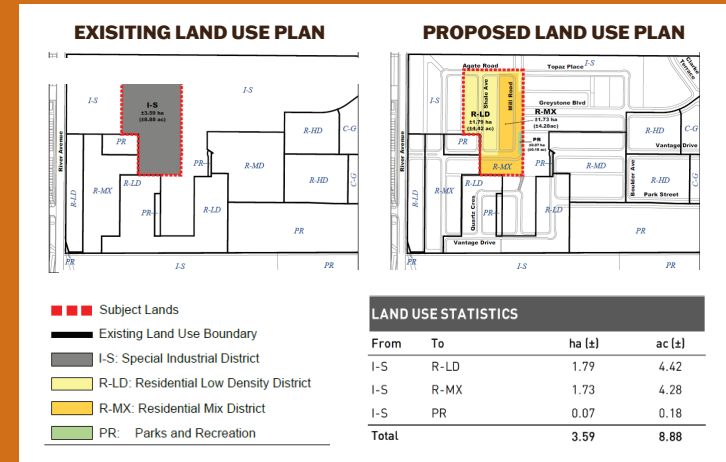 EXISITING LAND USE PLAN
PROPOSED LAND USE PLAN
I-S
I-S
I-S
±3.59 ha
(±8.88 ac)
River Avenue
PR
R-LD
R-MX
R-LD
PR
PR
R-LD
R-MD
R-HD
C-G
R-HD
C-G
PR
PR
I-S
PR
Agate Road
Topaz Place
I-S
Clarke Terrace
I-S
Shale Ave
Mill Road
R-LD
±1.79 ha
(±4.42 ac)
Greystone Blvd
R-MX
±1.73 ha
(±4.28ac)
PR
±0.07 ha
(±0.18 ac)
R-HD
C-G
Vantage Drive
River Avenue
PR
R-MX
PR
R-MD
R-LD
R-MX
R-LD
Quartz Cres
PR
R-LD
Boulder Ave
R-HD
Park Street
C-G
PR
Vantage Drive
PR
I-S
PR
Subject Lands
Existing Land Use Boundary
I-S: Special Industrial District
R-LD: Residential Low Density District
R-MX: Residential Mix District
PR: Parks and Recreation
LAND USE STATISTICS
From To ha (±) ac (±)
I-S R-LD 1.79 4.42
I-S R-MX 1.73 4.28
I-S PR 0.07 0.18
Total 3.59 8.88